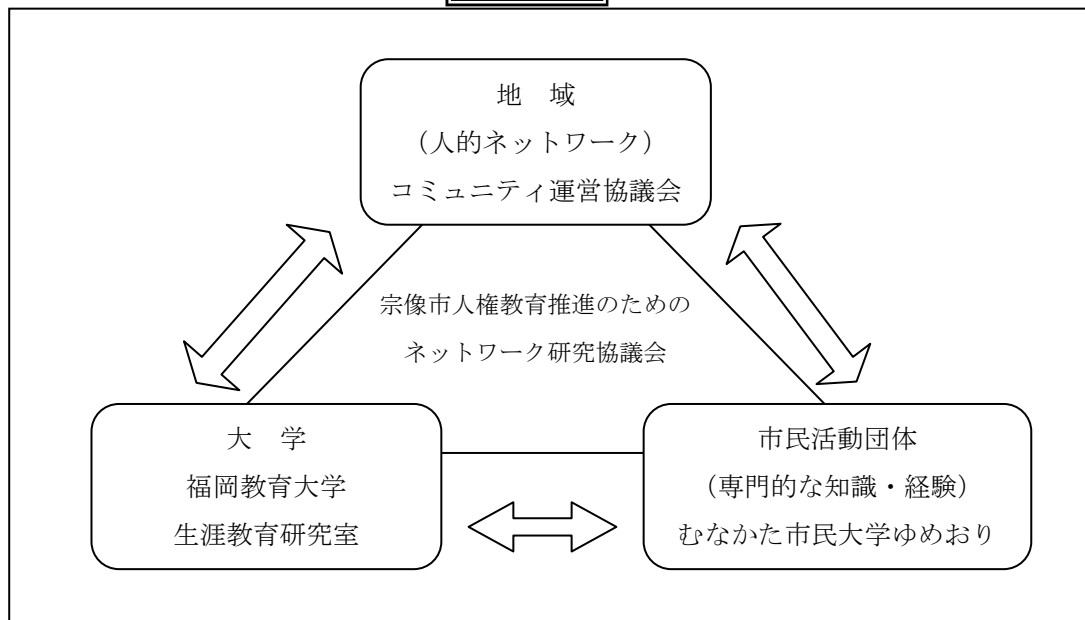 地　域
（人的ネットワーク）
コミュニティ運営協議会
宗像市人権教育推進のための
ネットワーク研究協議会
大　学
福岡教育大学
生涯教育研究室
市民活動団体
（専門的な知識・経験）
むなかた市民大学ゆめおり